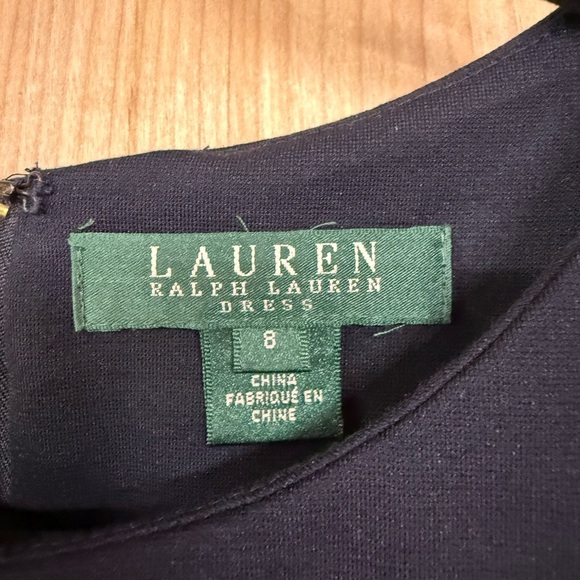 LAUREN
RALPH LAUREN
DRESS
8
CHINA
FABRIQUÉ EN
CHINE